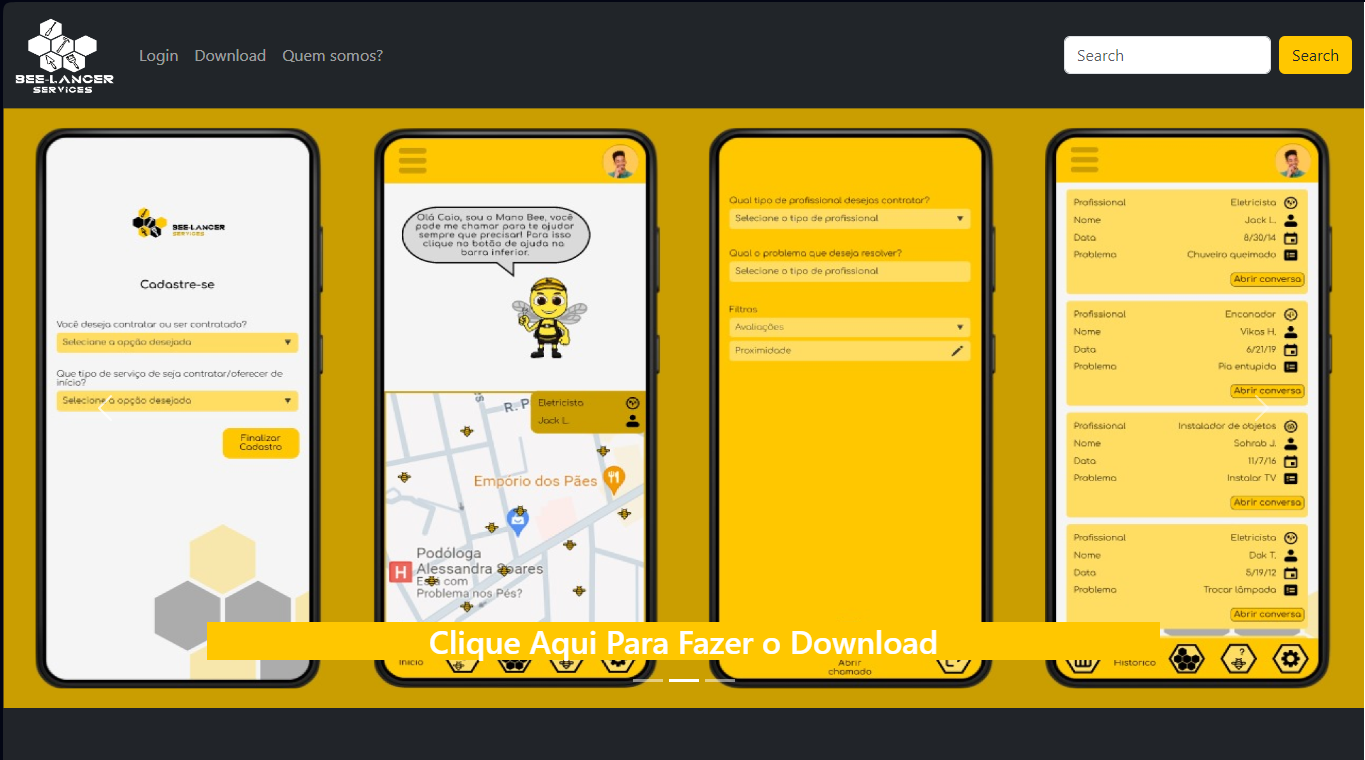 BEE-LANCER
SERVICES
Login
Download
Quem somos?
Search
Search
BEE-LANCER
SERVICES
Cadastre-se
Você deseja contratar ou ser contratada?
Selecione a opção desejada
Que tipo de serviço de seja contratar/oferecer de
início?
Selecione a opção desejada
Finalizar
Cadastro
Olá Caio, sou o Mano Bee, você
pode me chamar para te ajudar
sempre que precisar! Para isso
clique no botão de ajuda na
barra inferior.
R. P
Eletricista
Jack L.
Empório dos Pães
H
Podóloga
Alessandra Soares
Está com
Problema nos Pés?
Início
Qual tipo de profissional desejas contratar?
Selecione o tipo de profissional
Qual o problema que deseja resolver?
Selecione o tipo de profissional
Filtros
Avaliações
Proximidade
Abrir
chamado
Profissional Eletricista
Nome Jack L.
Data 8/30/14
Problema Chuveiro queimado
Abrir conversa
Profissional Encanador
Nome Vikas H.
Data 6/21/19
Problema Pia entupida
Abrir conversa
Profissional Instalador de objetos
Nome Sohrab J.
Data 11/7/16
Problema Instalar TV
Abrir conversa
Profissional Eletricista
Nome Dak T.
Data 5/19/12
Problema Trocar lâmpada
Abrir conversa
Histórico
?
Clique Aqui Para Fazer o Download